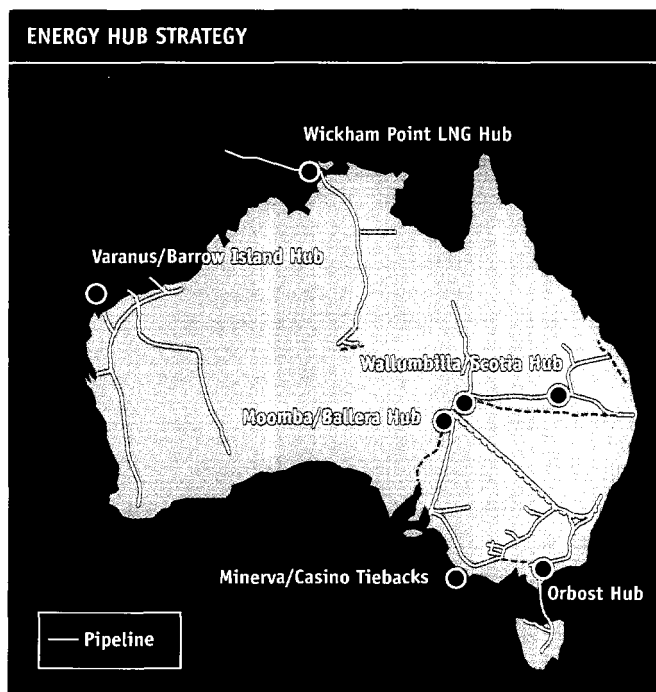 ENERGY HUB STRATEGY
Wickham Point LNG Hub
Varanus/Barrow Island Hub
Wallumbilla/Scotia Hub
Moomba/Ballera Hub
Minerva/Casino Tiebacks
Orbost Hub
Pipeline